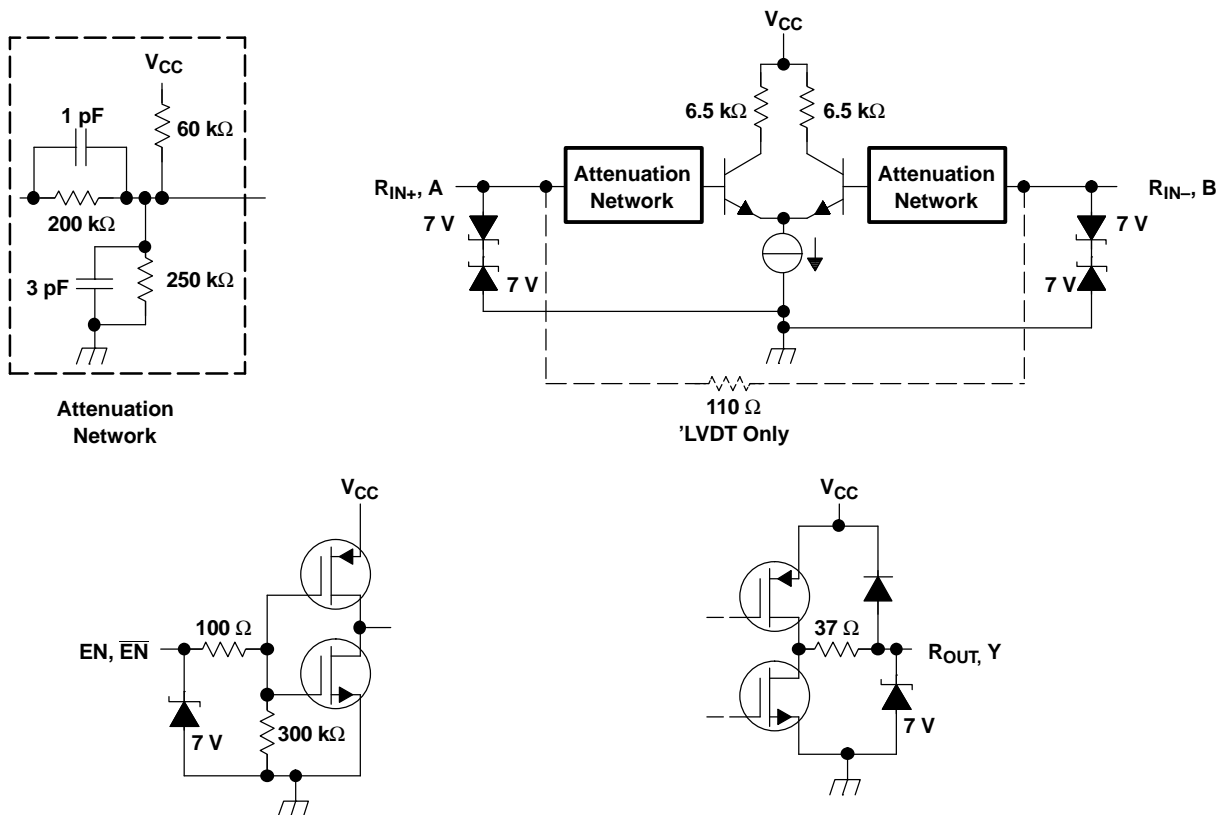 V_CC
1 pF
60 kΩ
200 kΩ
3 pF
250 kΩ
Attenuation
Network
V_CC
6.5 kΩ
6.5 kΩ
R_IN+, A
Attenuation
Network
Attenuation
Network
R_IN–, B
7 V
7 V
7 V
7 V
110 Ω
'LVDT Only
V_CC
100 Ω
EN, E̅N̅
300 kΩ
7 V
V_CC
37 Ω
R_OUT, Y
7 V